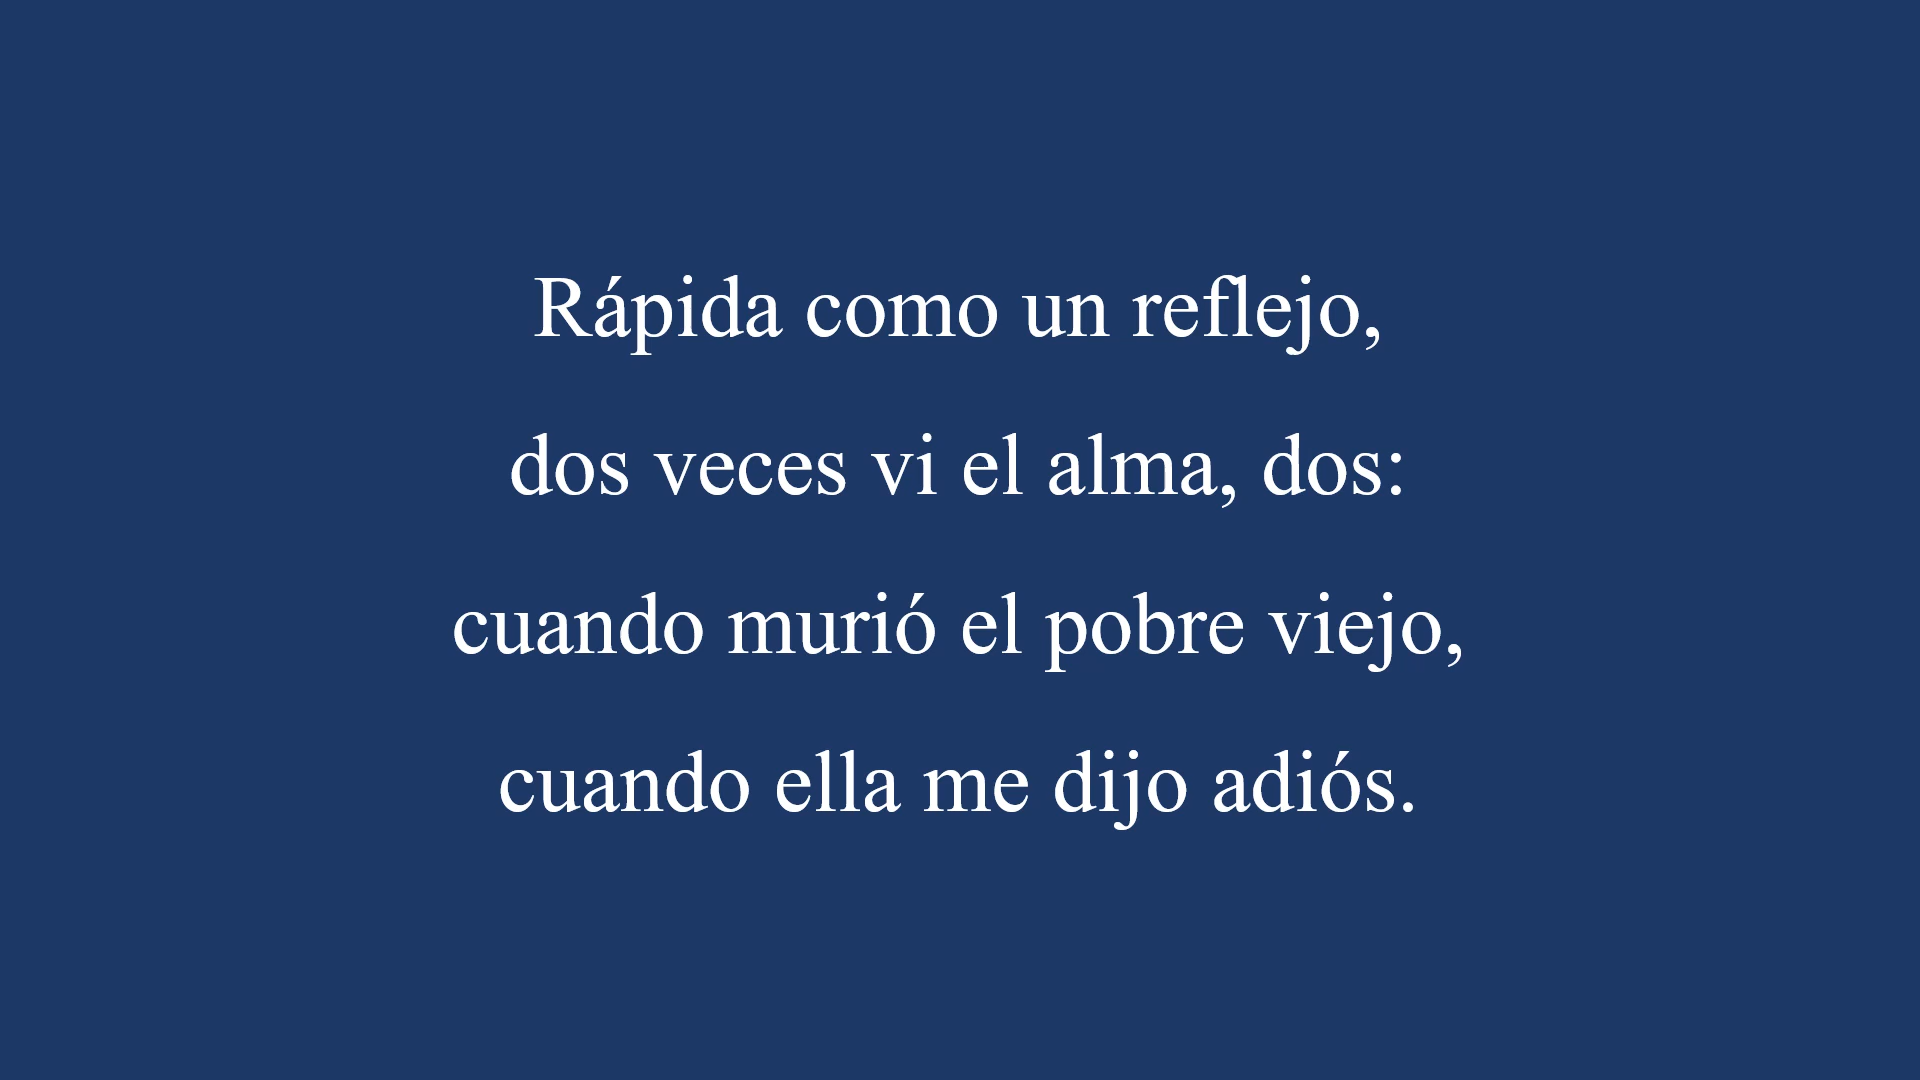 Rápida como un reflejo,
dos veces vi el alma, dos:
cuando murió el pobre viejo,
cuando ella me dijo adiós.